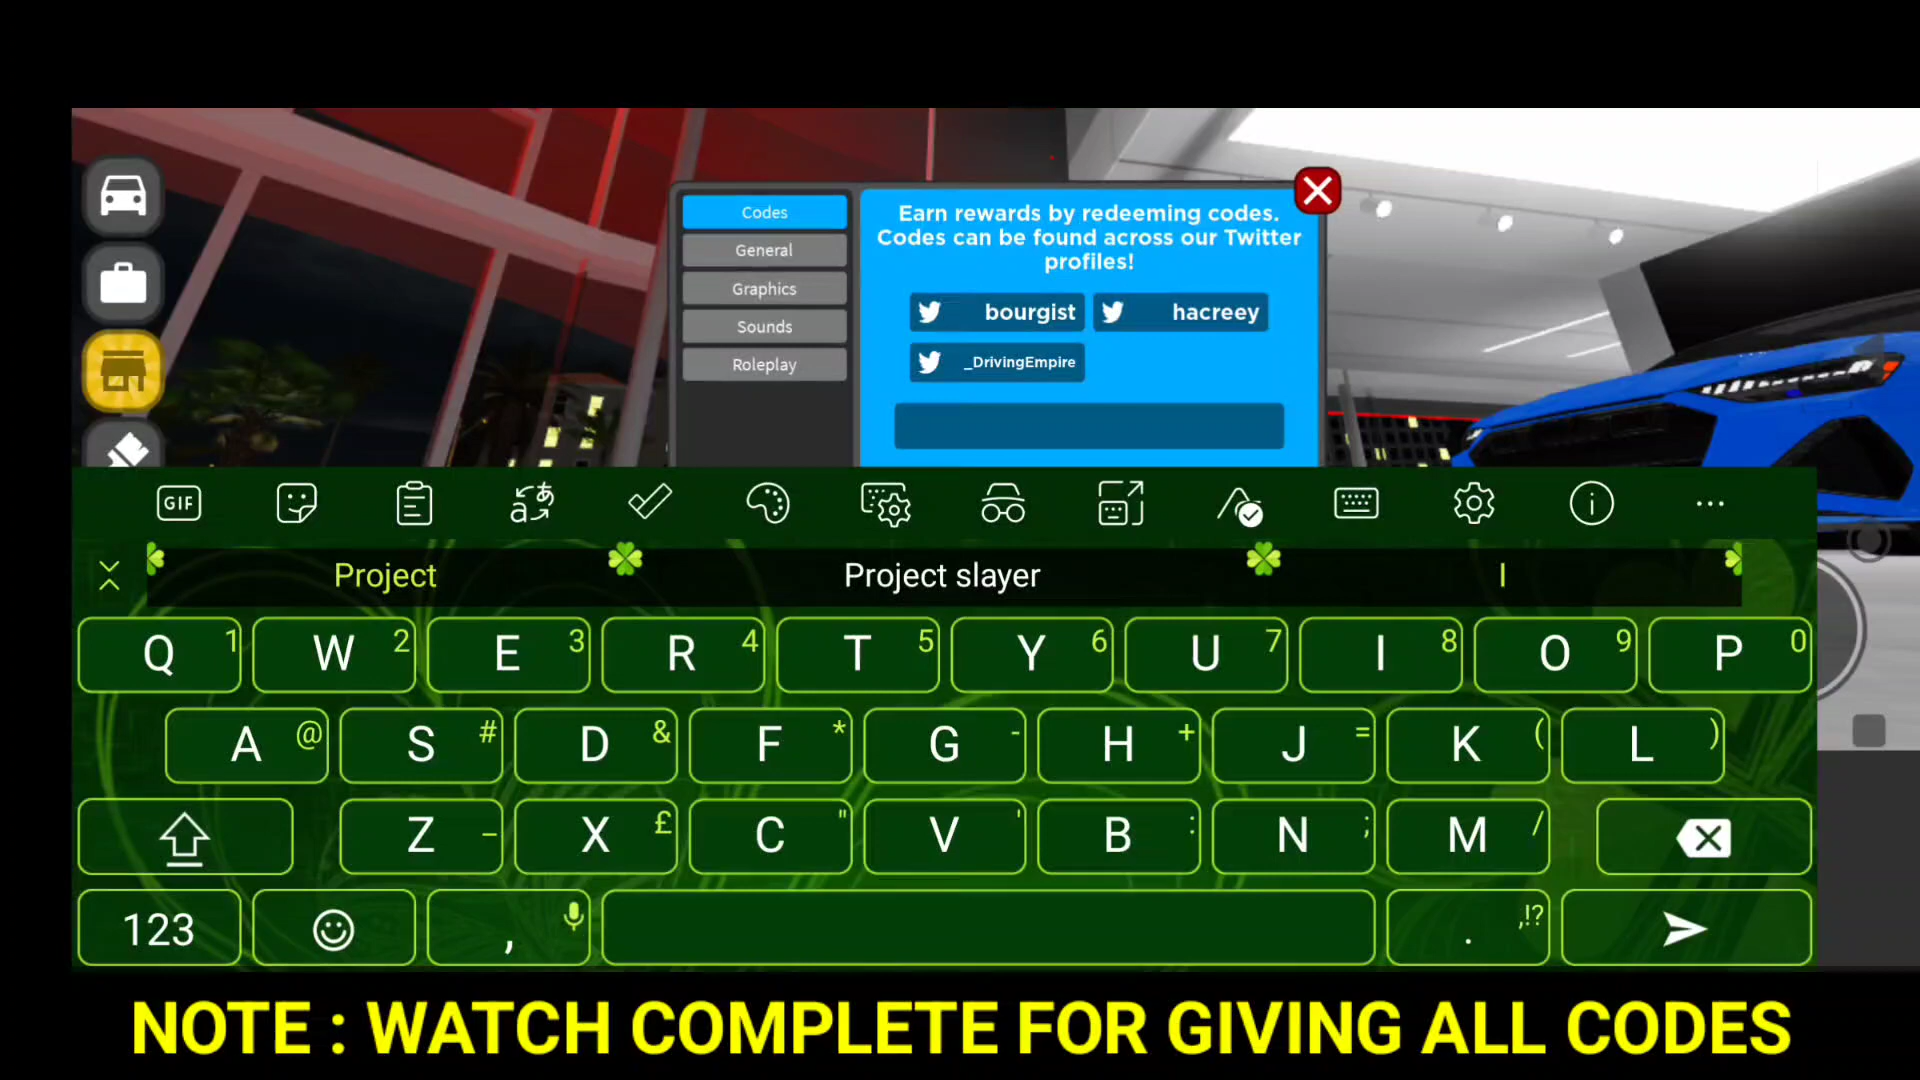 Codes
General
Graphics
Sounds
Roleplay
Earn rewards by redeeming codes.
Codes can be found across our Twitter
profiles!
bourgist
hacreey
_DrivingEmpire
GIF
Project
Project slayer
I
Q 1 W 2 E 3 R 4 T 5 Y 6 U 7 I 8 O 9 P 0
A @ S # D & F * G - H + J = K ( L )
Z _ X £ C " V ' B : N ; M /
123 , . ,!?
NOTE : WATCH COMPLETE FOR GIVING ALL CODES